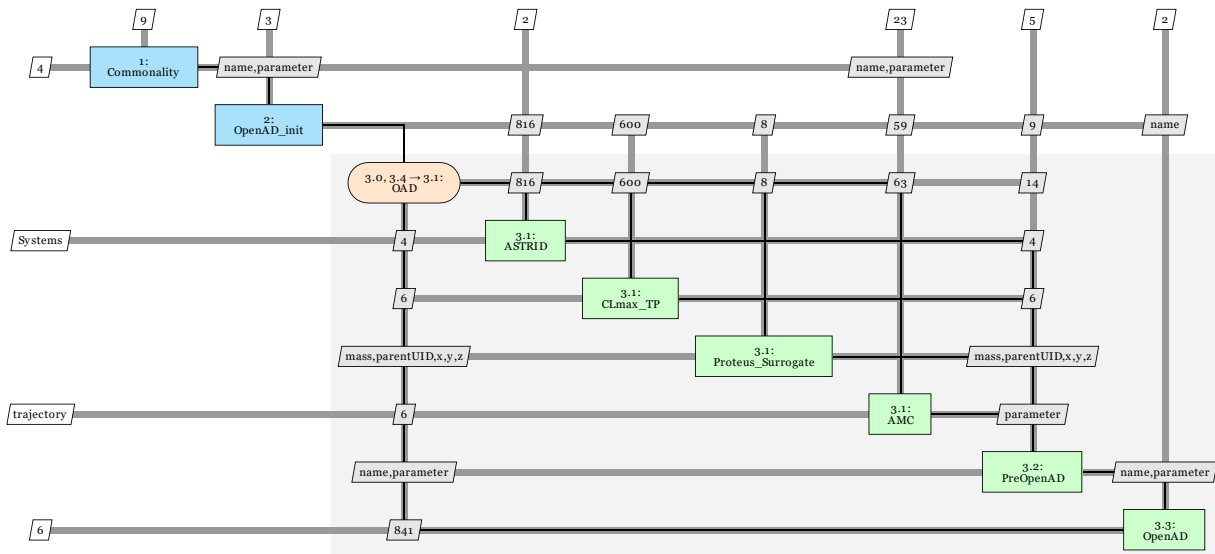 9
3
2
23
5
2
4
1:
Commonality
name,parameter
name,parameter
2:
OpenAD_init
816
600
8
59
9
name
3.0, 3.4 → 3.1:
OAD
816
600
8
63
14
Systems
4
3.1:
ASTRID
4
6
3.1:
CLmax_TP
6
mass,parentUID,x,y,z
3.1:
Proteus_Surrogate
mass,parentUID,x,y,z
trajectory
6
3.1:
AMC
parameter
name,parameter
3.2:
PreOpenAD
name,parameter
6
841
3.3:
OpenAD